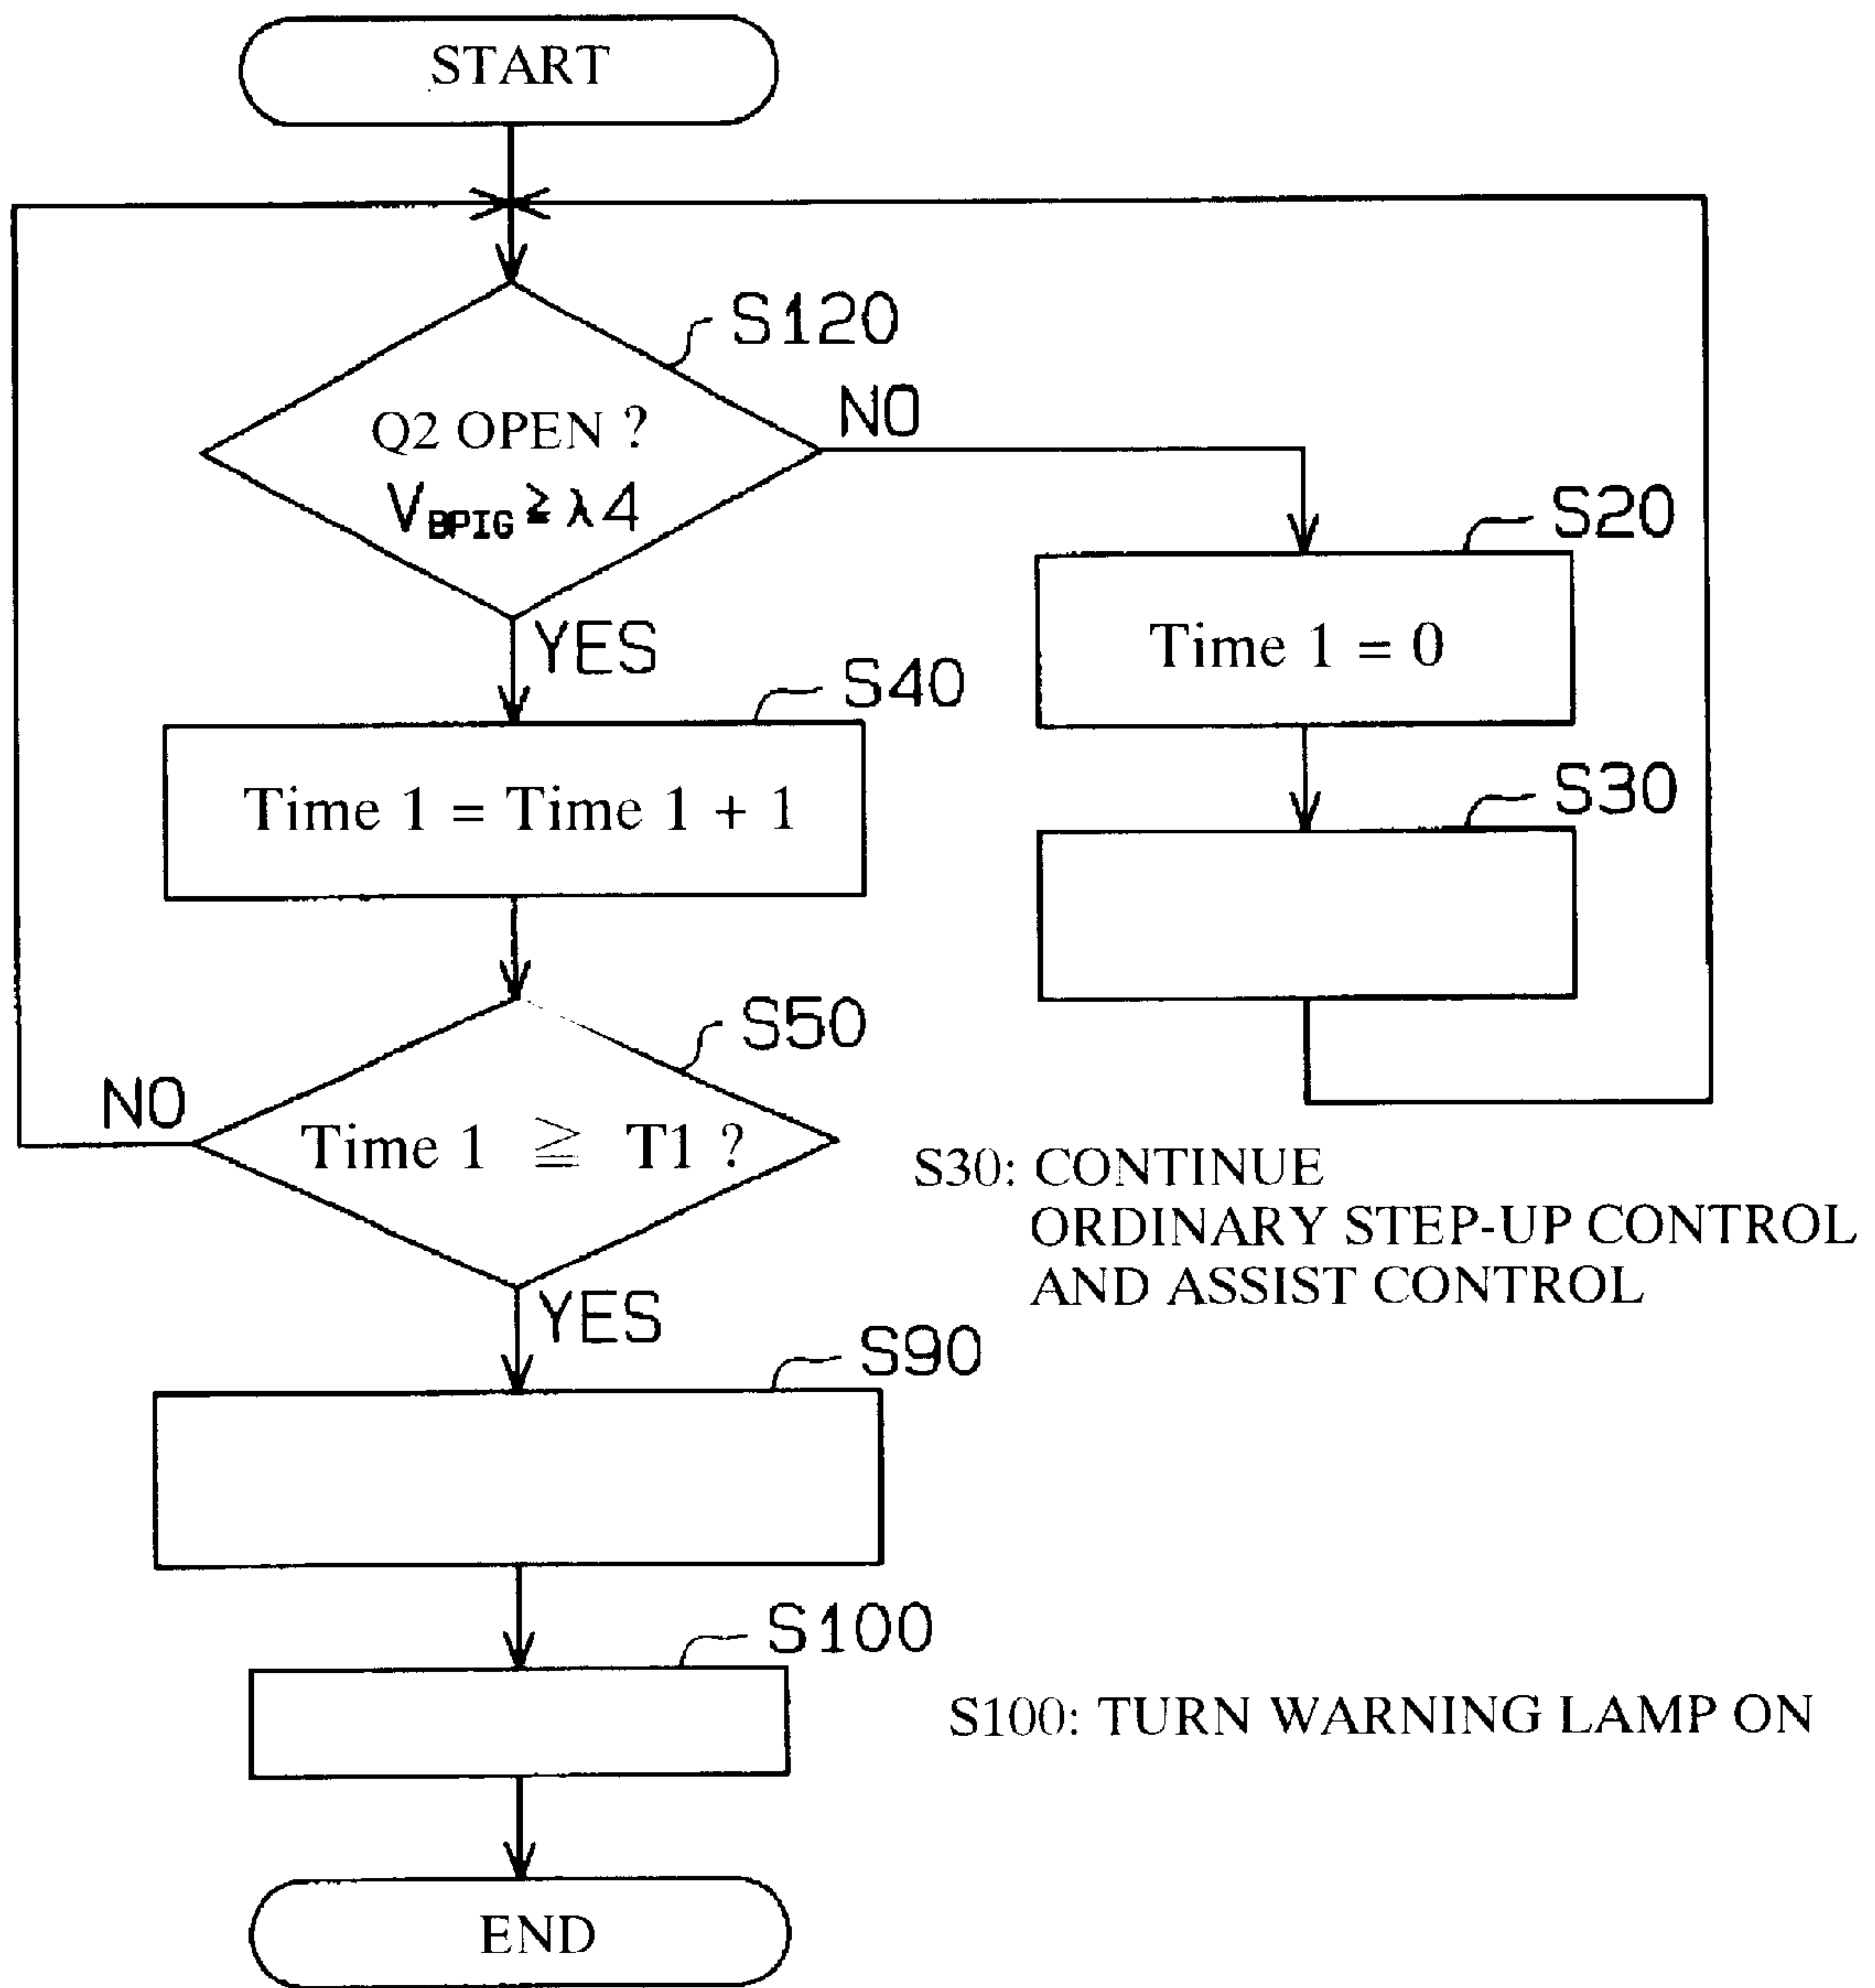 START
S120
Q2 OPEN ?
V_BPIG ≧ λ4
NO
YES
S20
Time 1 = 0
S40
Time 1 = Time 1 + 1
S30
S50
NO
Time 1 ≧ T1 ?
YES
S30: CONTINUE
ORDINARY STEP-UP CONTROL
AND ASSIST CONTROL
S90
S100
S100: TURN WARNING LAMP ON
END